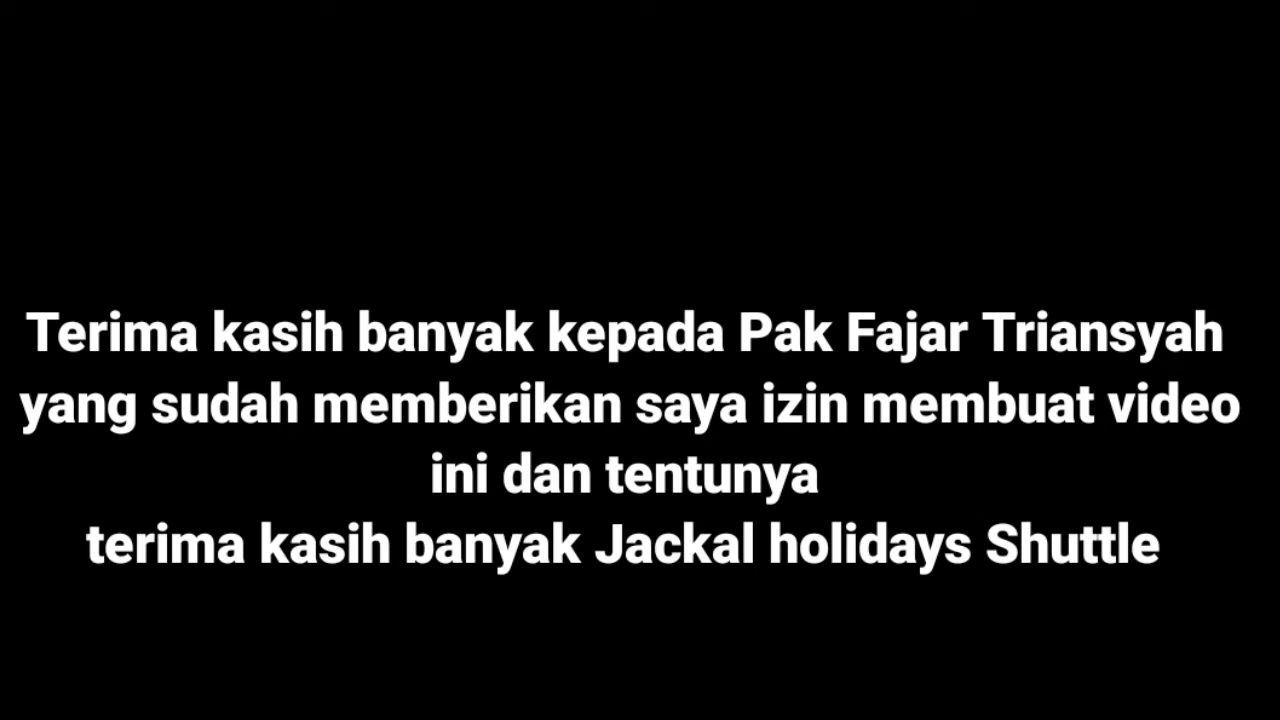 Terima kasih banyak kepada Pak Fajar Triansyah
yang sudah memberikan saya izin membuat video
ini dan tentunya
terima kasih banyak Jackal holidays Shuttle